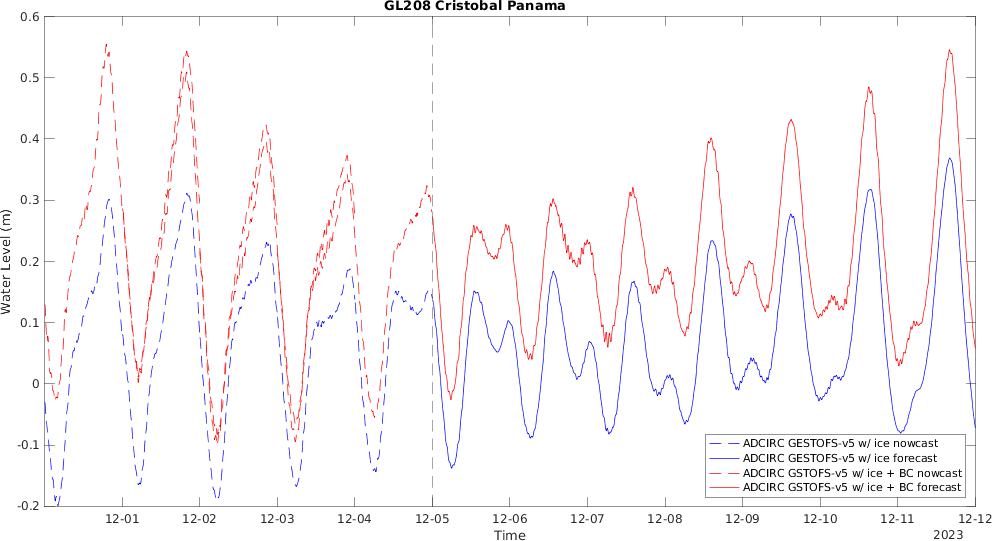 GL208 Cristobal Panama
0.6
0.5
0.4
0.3
0.2
0.1
0
-0.1
-0.2
Water Level (m)
12-01 12-02 12-03 12-04 12-05 12-06 12-07 12-08 12-09 12-10 12-11 12-12
Time
2023
ADCIRC GESTOFS-v5 w/ ice nowcast
ADCIRC GESTOFS-v5 w/ ice forecast
ADCIRC GSTOFS-v5 w/ ice + BC nowcast
ADCIRC GSTOFS-v5 w/ ice + BC forecast